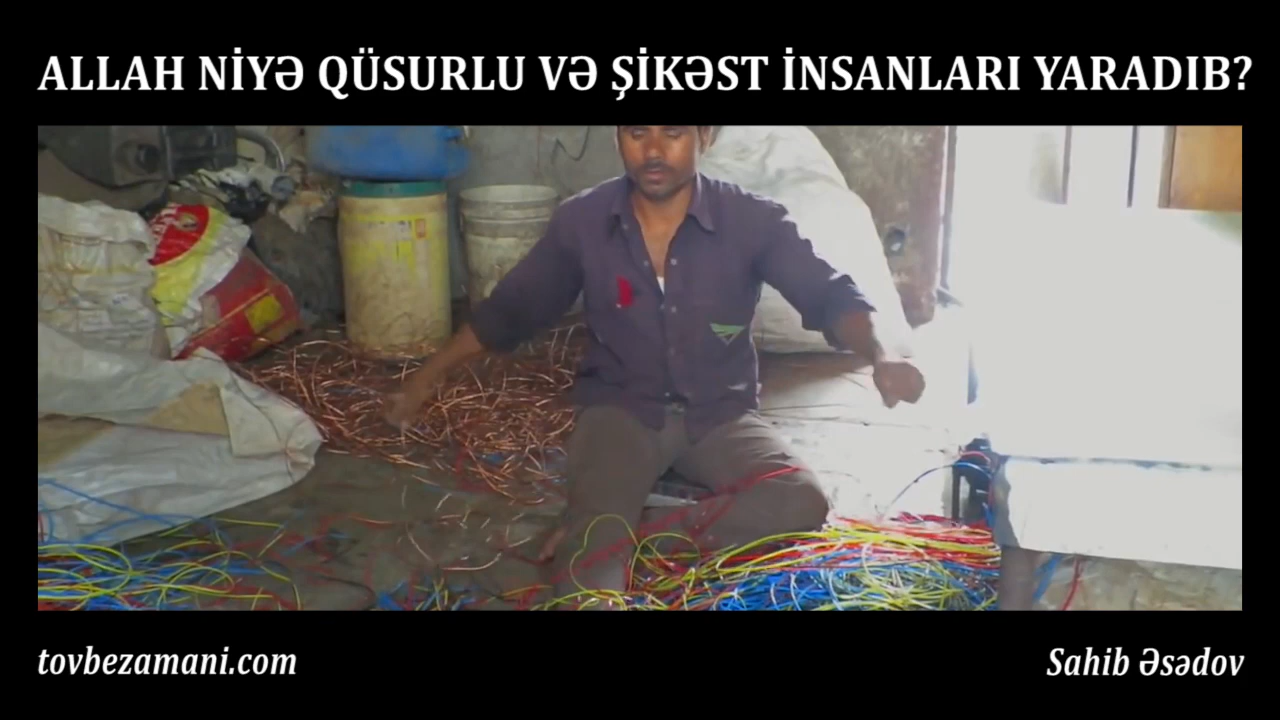 ALLAH NİYƏ QÜSURLU VƏ ŞİKƏST İNSANLARI YARADIB?
tovbezamani.com
Sahib Əsədov